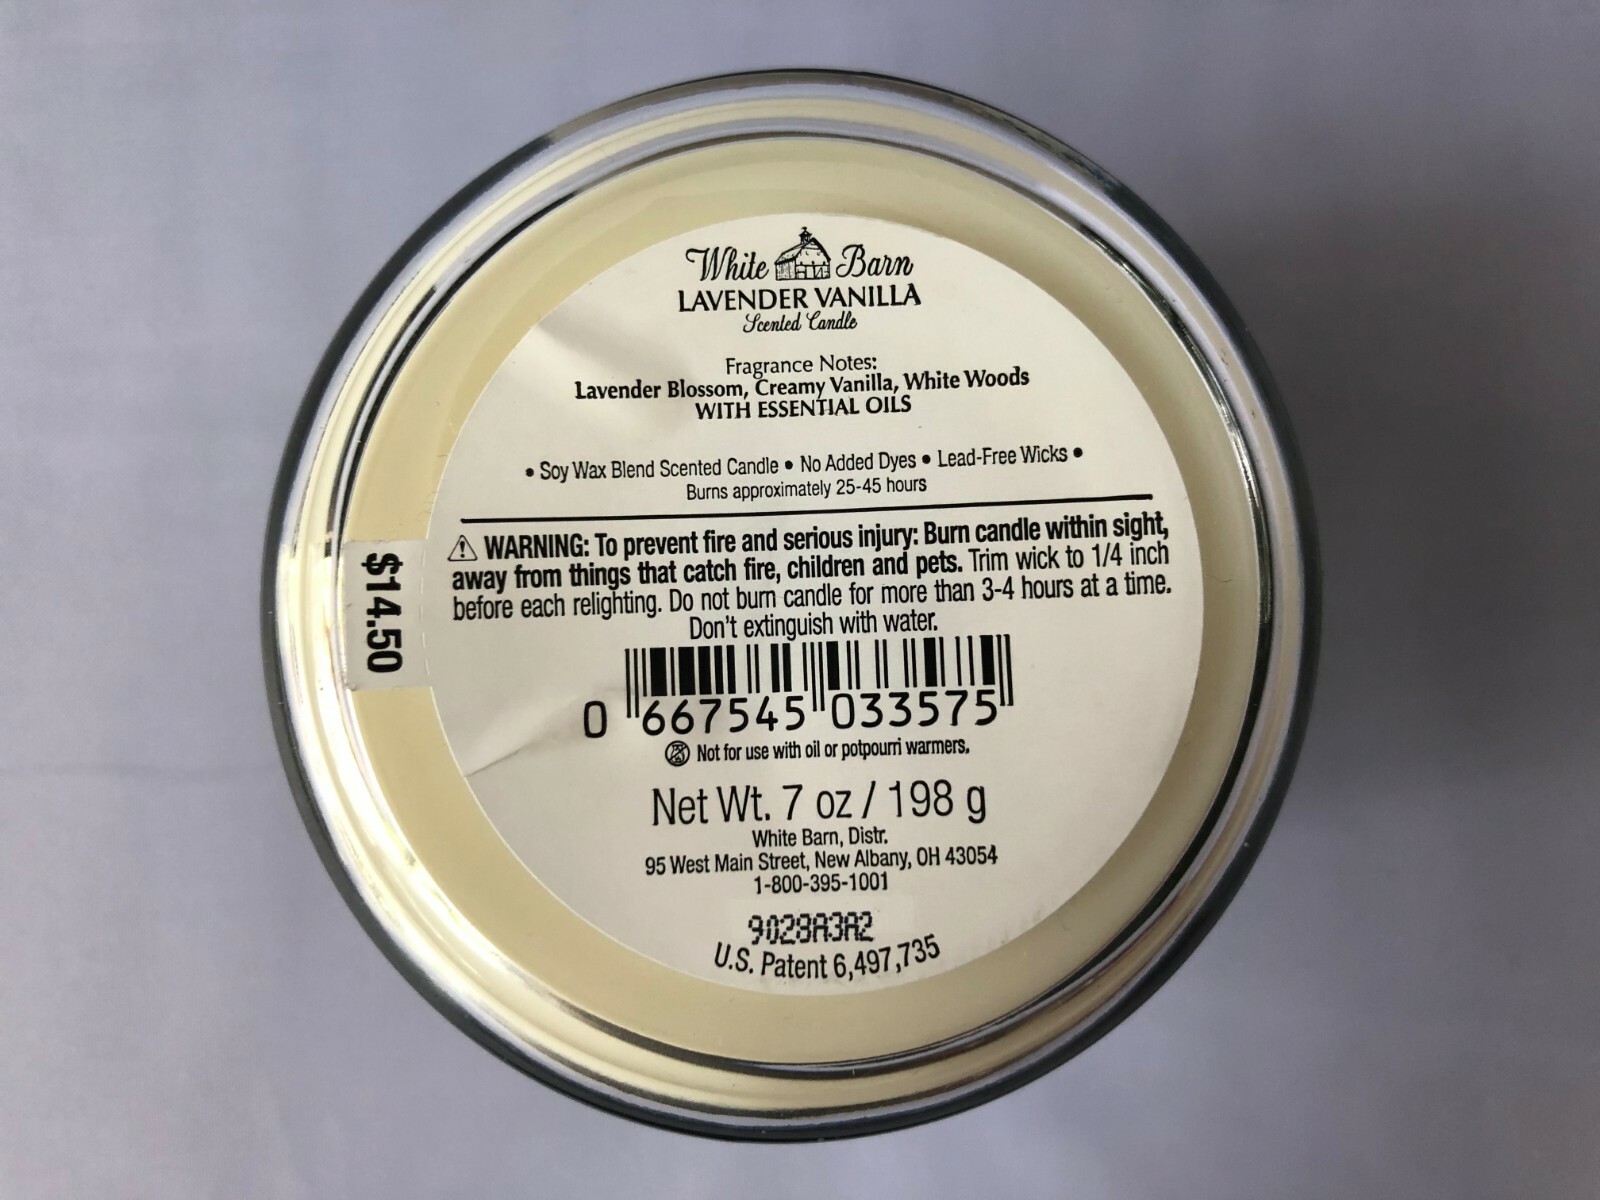 White Barn
LAVENDER VANILLA
Scented Candle
Fragrance Notes:
Lavender Blossom, Creamy Vanilla, White Woods
WITH ESSENTIAL OILS
• Soy Wax Blend Scented Candle • No Added Dyes • Lead-Free Wicks •
Burns approximately 25-45 hours
WARNING: To prevent fire and serious injury: Burn candle within sight,
away from things that catch fire, children and pets. Trim wick to 1/4 inch
before each relighting. Do not burn candle for more than 3-4 hours at a time.
Don't extinguish with water.
$14.50
0 667545 033575
Not for use with oil or potpourri warmers.
Net Wt. 7 oz / 198 g
White Barn, Distr.
95 West Main Street, New Albany, OH 43054
1-800-395-1001
9028A3A2
U.S. Patent 6,497,735